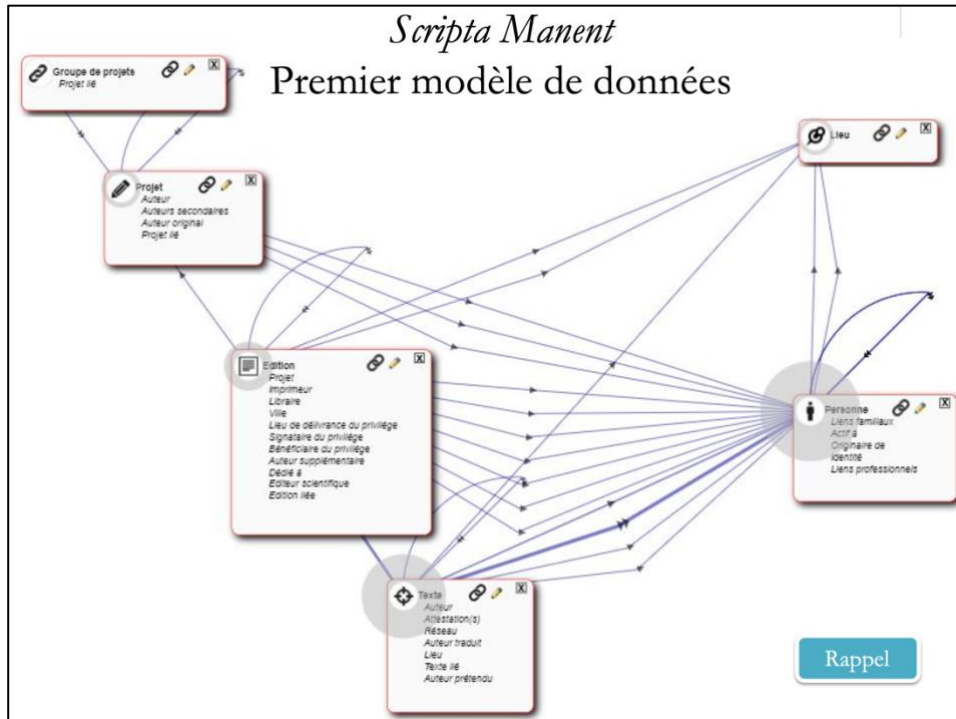 Scripta Manent
Premier modèle de données
Groupe de projets
Projet lié
Projet
Auteur
Auteurs secondaires
Auteur original
Projet lié
Lieu
Edition
Projet
Imprimeur
Libraire
Ville
Lieu de délivrance du privilège
Signataire du privilège
Bénéficiaire du privilège
Auteur supplémentaire
Dédié à
Editeur scientifique
Edition liée
Personne
Liens familiaux
Actif à
Originaire de
Identité
Liens professionnels
Texte
Auteur
Attestation(s)
Réseau
Auteur traduit
Lieu
Texte lié
Auteur prétendu
Rappel